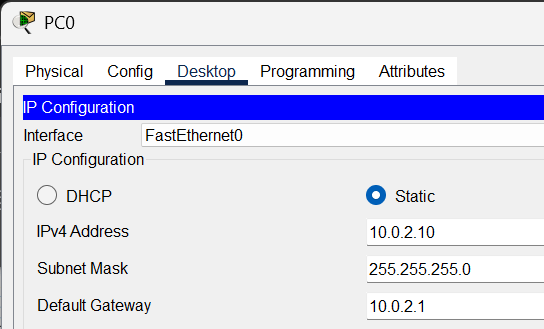 PC0
Physical Config Desktop Programming Attributes
IP Configuration
Interface FastEthernet0
IP Configuration
DHCP Static
IPv4 Address 10.0.2.10
Subnet Mask 255.255.255.0
Default Gateway 10.0.2.1